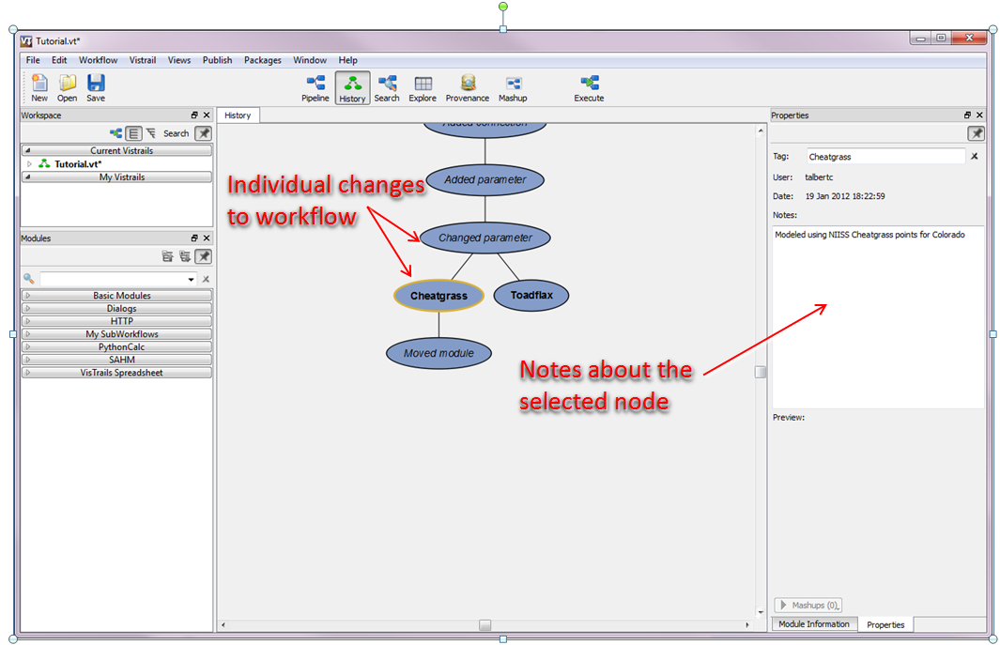 Tutorial.vt*
File Edit Workflow Vistrail Views Publish Packages Window Help
New Open Save Pipeline History Search Explore Provenance Mashup Execute
Workspace
Search
Current Vistrails
Tutorial.vt*
My Vistrails
Modules
Basic Modules
Dialogs
HTTP
My SubWorkflows
PythonCalc
SAHM
VisTrails Spreadsheet
History
Added connection
Added parameter
Individual changes
to workflow
Changed parameter
Cheatgrass
Toadflax
Moved module
Notes about the
selected node
Properties
Tag: Cheatgrass
User: talbertc
Date: 19 Jan 2012 18:22:59
Notes:
Modeled using NIISS Cheatgrass points for Colorado
Preview:
Mashups (0)
Module Information Properties